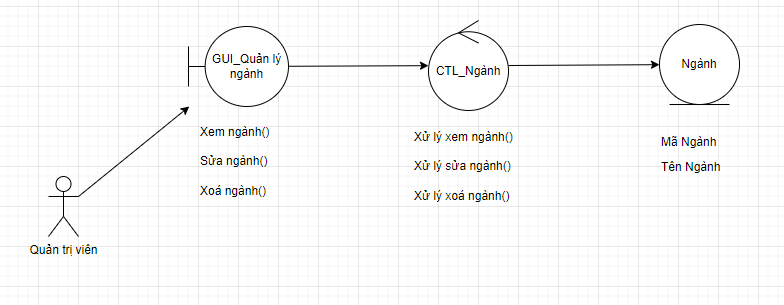 GUI_Quản lý
ngành
CTL_Ngành
Ngành
Xem ngành()
Sửa ngành()
Xoá ngành()
Xử lý xem ngành()
Xử lý sửa ngành()
Xử lý xoá ngành()
Mã Ngành
Tên Ngành
Quản trị viên